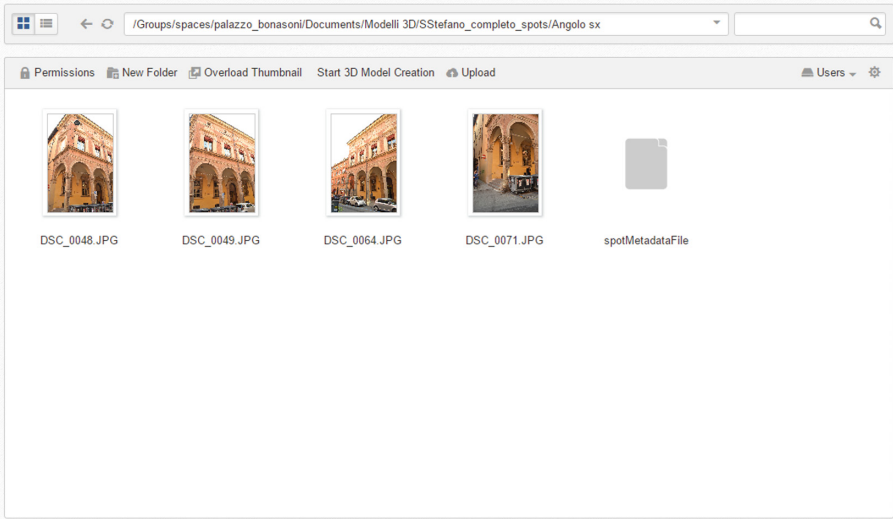 /Groups/spaces/palazzo_bonasoni/Documents/Modelli 3D/SStefano_completo_spots/Angolo sx
Permissions New Folder Overload Thumbnail Start 3D Model Creation Upload Users
DSC_0048.JPG DSC_0049.JPG DSC_0064.JPG DSC_0071.JPG spotMetadataFile